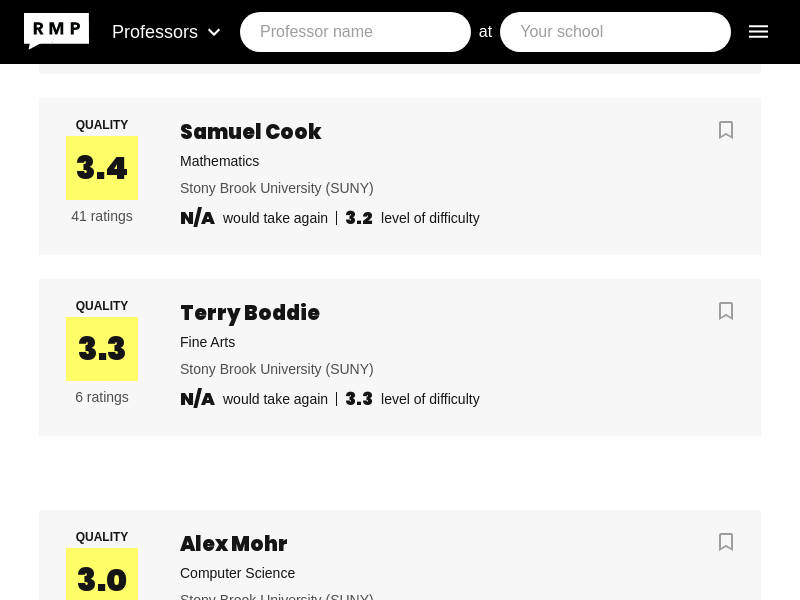 RMP
Professors
Professor name
at
Your school
QUALITY
3.4
41 ratings
Samuel Cook
Mathematics
Stony Brook University (SUNY)
N/A would take again | 3.2 level of difficulty
QUALITY
3.3
6 ratings
Terry Boddie
Fine Arts
Stony Brook University (SUNY)
N/A would take again | 3.3 level of difficulty
QUALITY
3.0
Alex Mohr
Computer Science
Stony Brook University (SUNY)